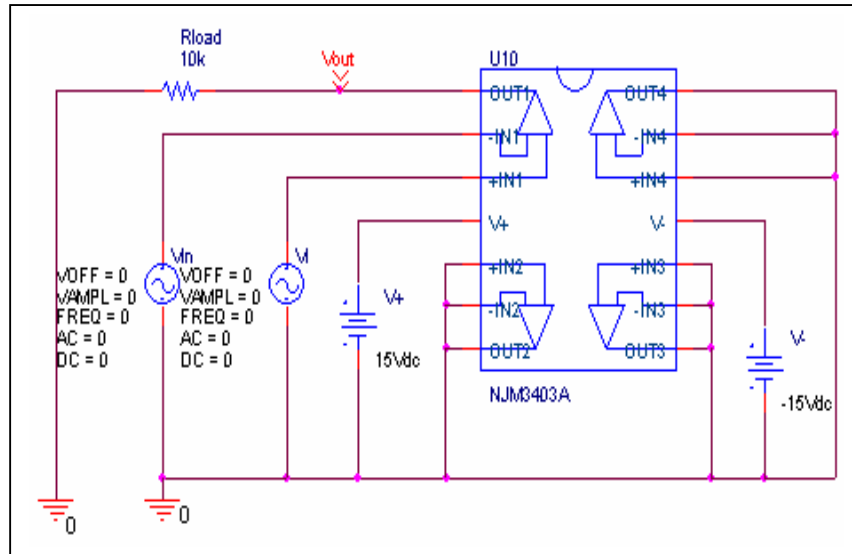 Rload
10k
Vout
U10
OUT1
-IN1
+IN1
V+
+IN2
-IN2
OUT2
OUT4
-IN4
+IN4
V-
+IN3
-IN3
OUT3
NJM3403A
Vin
VOFF = 0
VAMPL = 0
FREQ = 0
AC = 0
DC = 0
VI
VOFF = 0
VAMPL = 0
FREQ = 0
AC = 0
DC = 0
V+
15Vdc
V-
-15Vdc
0
0